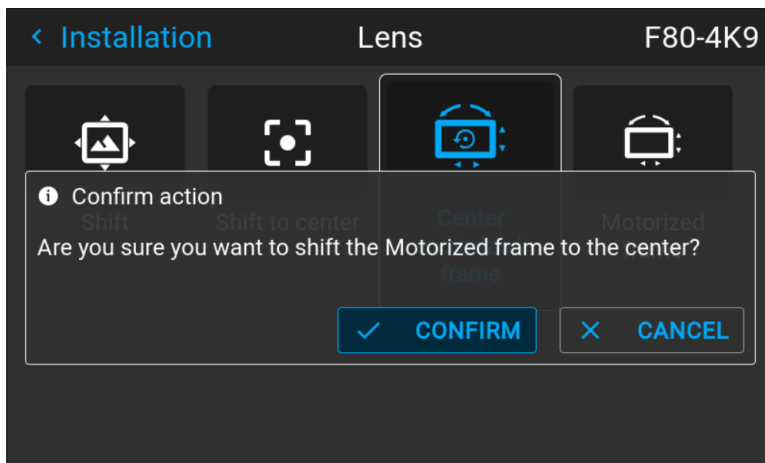 Installation
Lens
F80-4K9
Confirm action
Shift
Shift to center
Center
Motorized
Are you sure you want to shift the Motorized frame to the center?
frame
CONFIRM
CANCEL